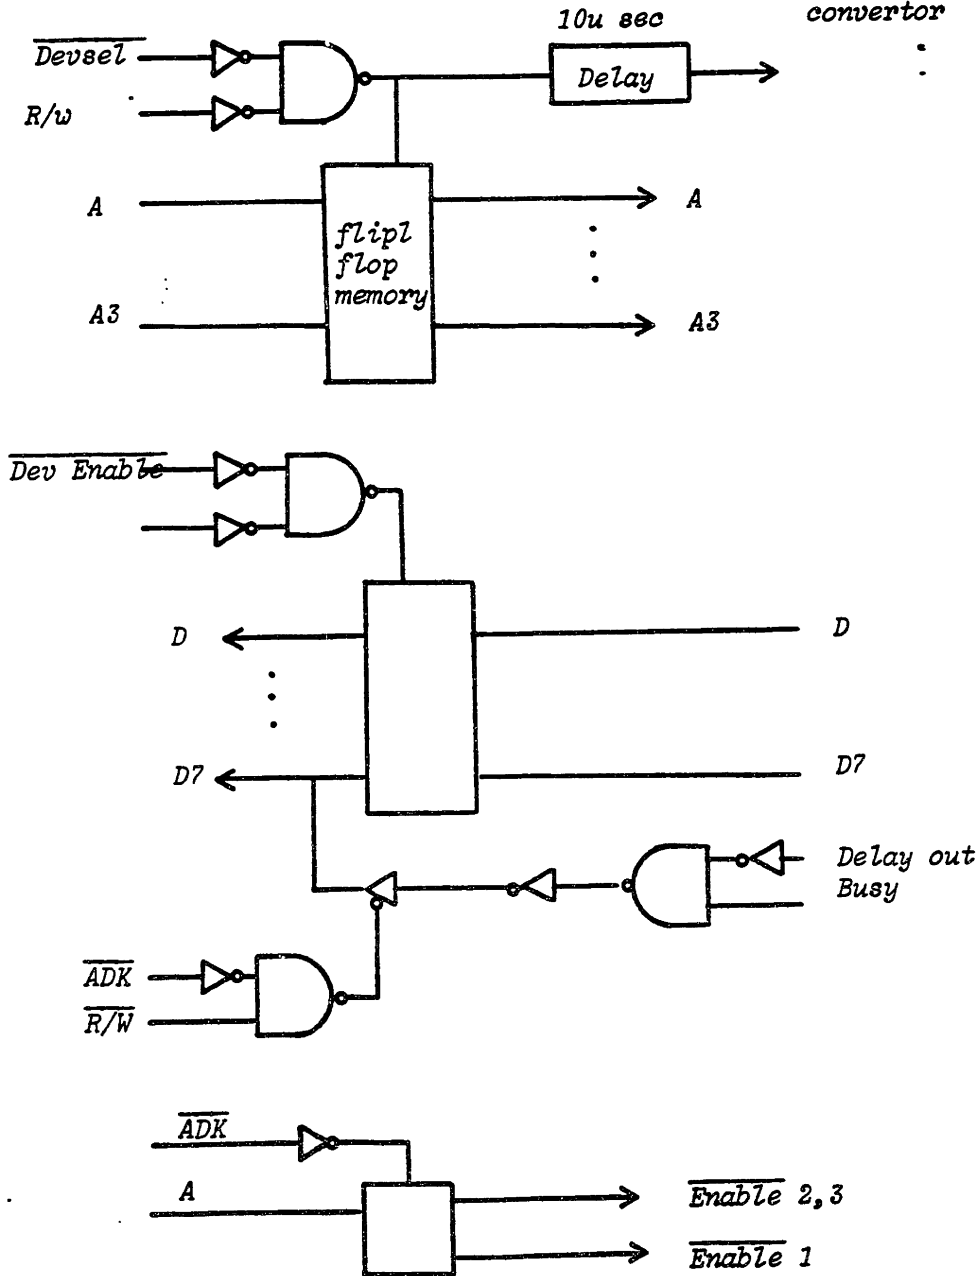 10u sec
convertor
Devsel
Delay
R/w
A
A
flipl
flop
memory
A3
A3
Dev Enable
D
D
D7
D7
Delay out
Busy
ADK
R/W
ADK
A
Enable 2,3
Enable 1